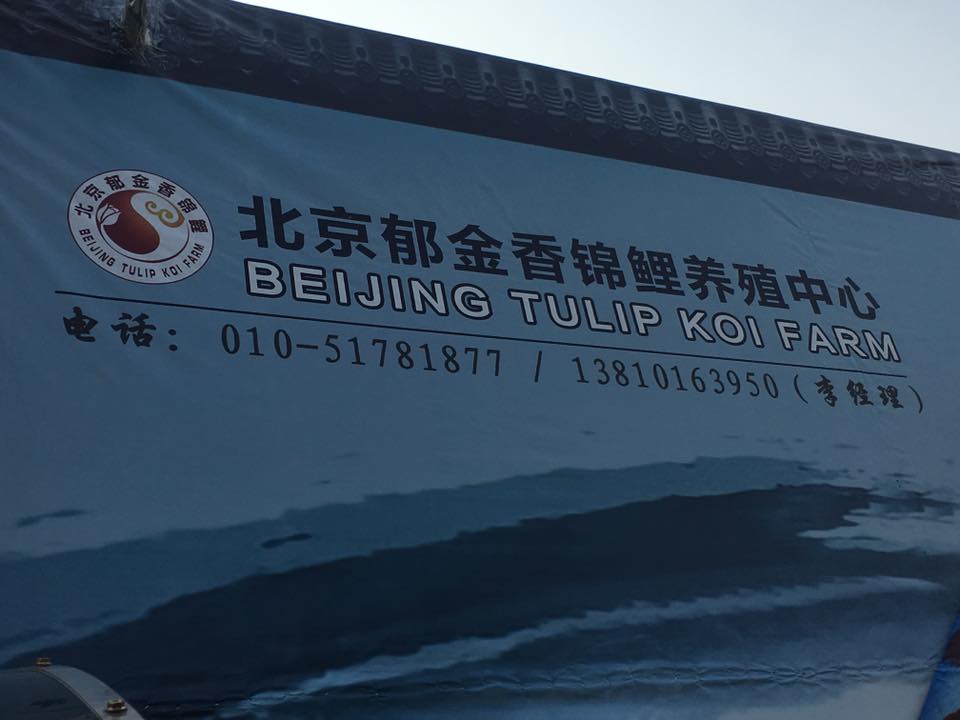 北京郁金香锦鲤
BEIJING TULIP KOI FARM
北京郁金香锦鲤养殖中心
BEIJING TULIP KOI FARM
电话：010-51781877 / 13810163950（李经理）